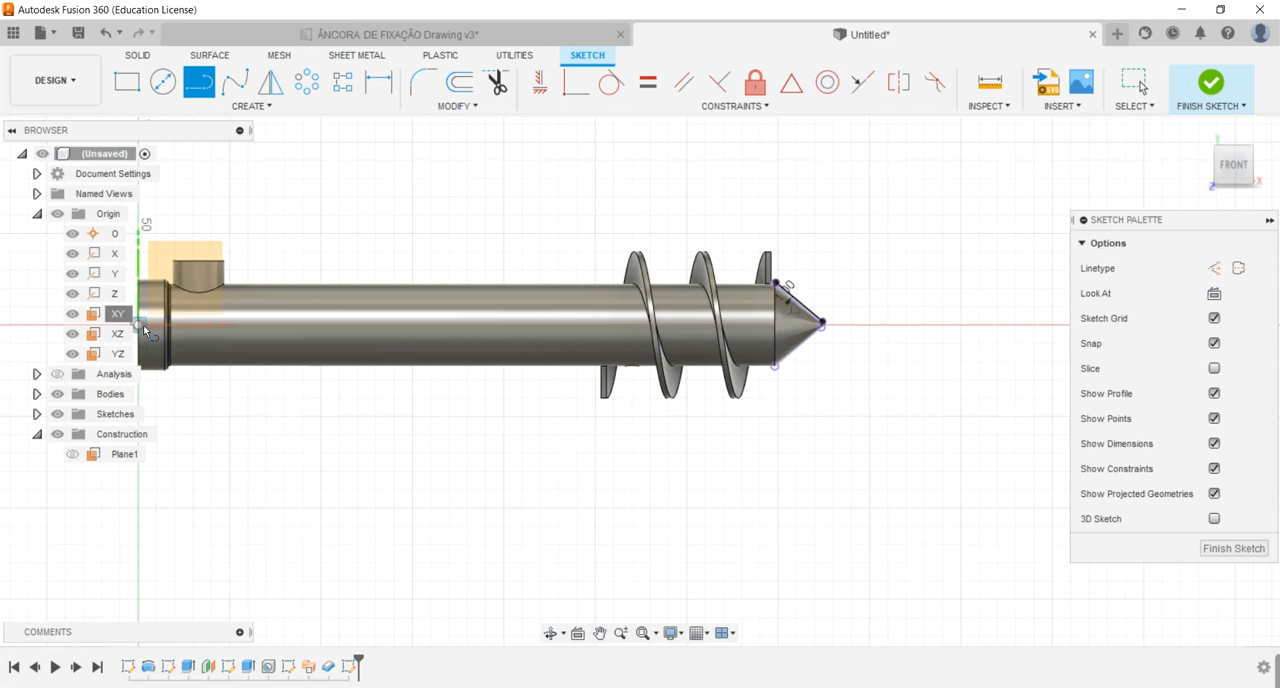 Autodesk Fusion 360 (Education License)
ÂNCORA DE FIXAÇÃO Drawing v3*
Untitled*
SOLID SURFACE MESH SHEET METAL PLASTIC UTILITIES SKETCH
DESIGN
CREATE MODIFY CONSTRAINTS INSPECT INSERT SELECT FINISH SKETCH
BROWSER
(Unsaved)
Document Settings
Named Views
Origin
O
X
Y
Z
XY
XZ
YZ
Analysis
Bodies
Sketches
Construction
Plane1
50
FRONT
Y
X
Z
SKETCH PALETTE
Options
Linetype
Look At
Sketch Grid
Snap
Slice
Show Profile
Show Points
Show Dimensions
Show Constraints
Show Projected Geometries
3D Sketch
Finish Sketch
COMMENTS